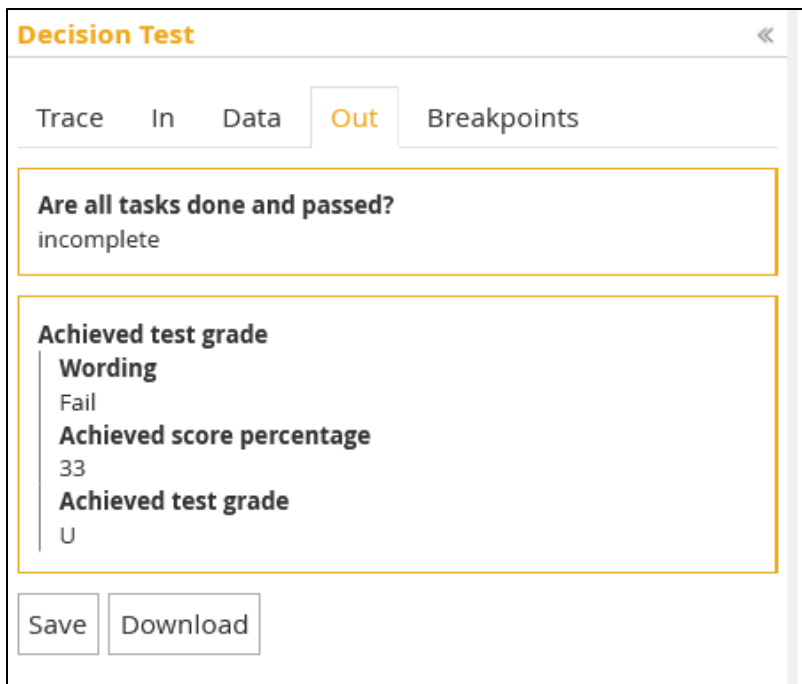 Decision Test
Trace In Data Out Breakpoints
Are all tasks done and passed?
incomplete
Achieved test grade
Wording
Fail
Achieved score percentage
33
Achieved test grade
U
Save Download